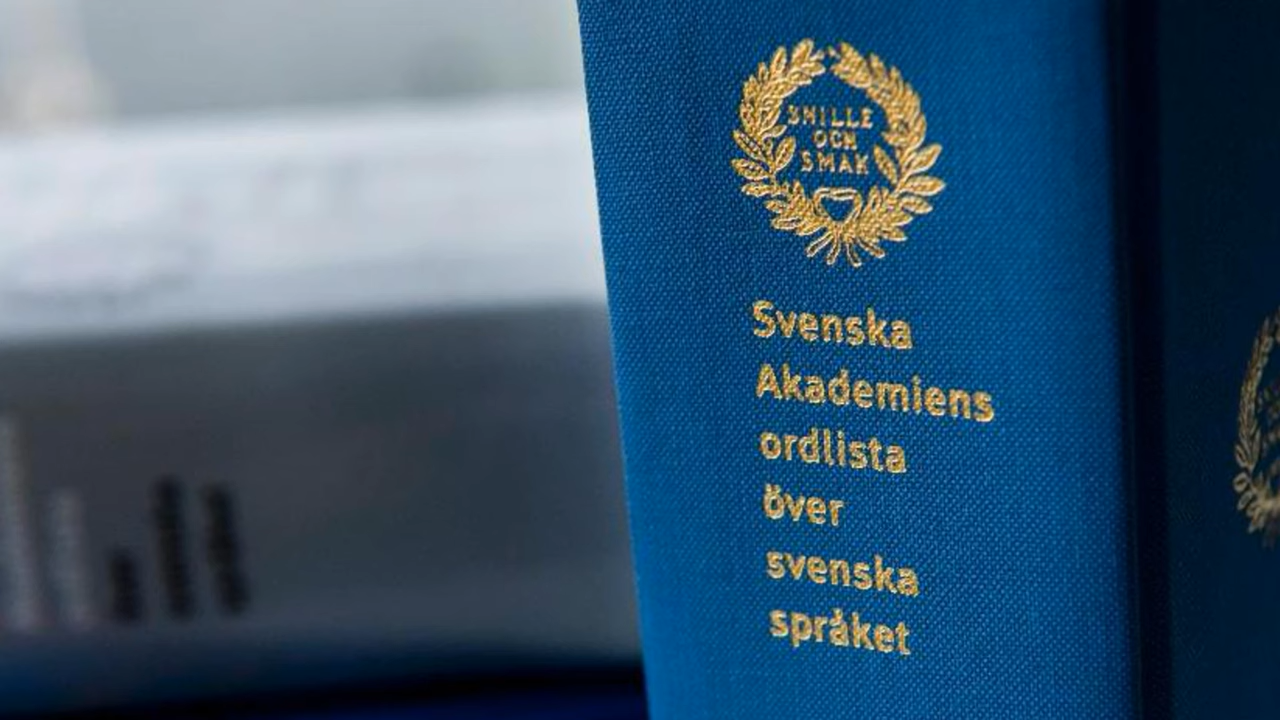 SNILLE
OCH
SMAK
Svenska
Akademiens
ordlista
över
svenska
språket